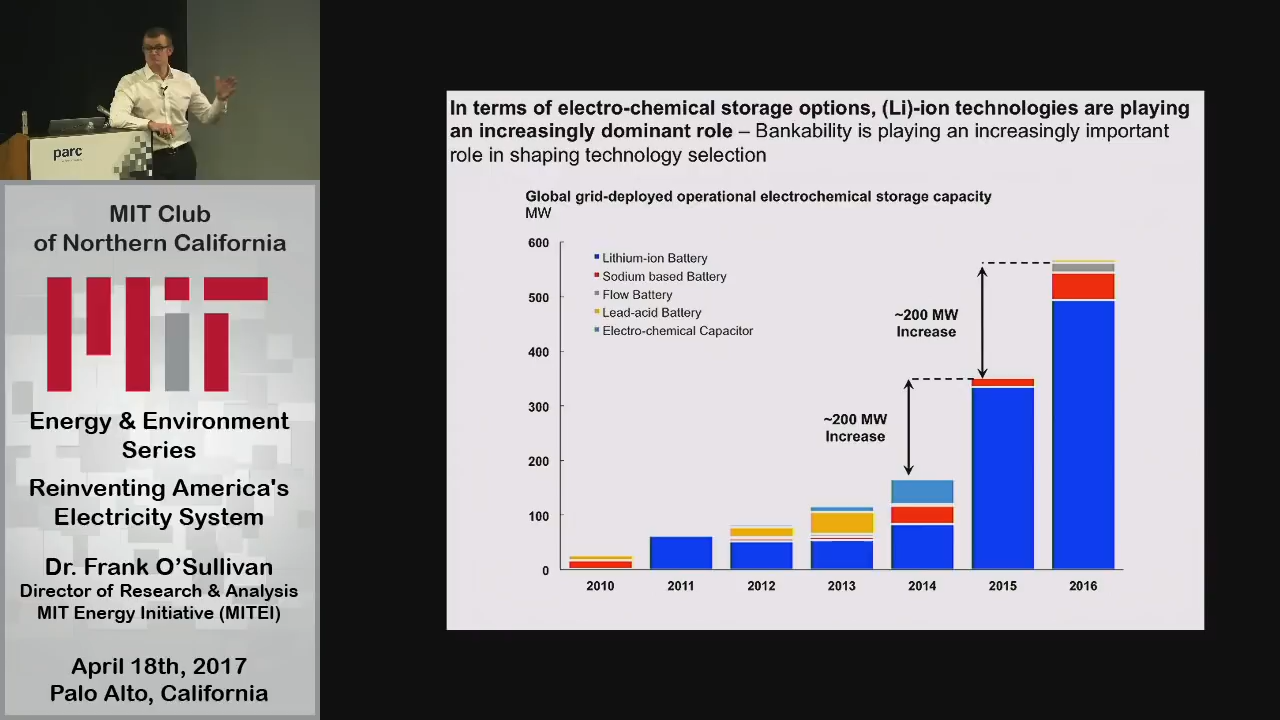 parc
MIT Club
of Northern California
MIT
Energy & Environment
Series
Reinventing America's
Electricity System
Dr. Frank O’Sullivan
Director of Research & Analysis
MIT Energy Initiative (MITEI)
April 18th, 2017
Palo Alto, California
In terms of electro-chemical storage options, (Li)-ion technologies are playing
an increasingly dominant role – Bankability is playing an increasingly important
role in shaping technology selection
Global grid-deployed operational electrochemical storage capacity
MW
600
500
400
300
200
100
0
Lithium-ion Battery
Sodium based Battery
Flow Battery
Lead-acid Battery
Electro-chemical Capacitor
~200 MW
Increase
~200 MW
Increase
2010 2011 2012 2013 2014 2015 2016